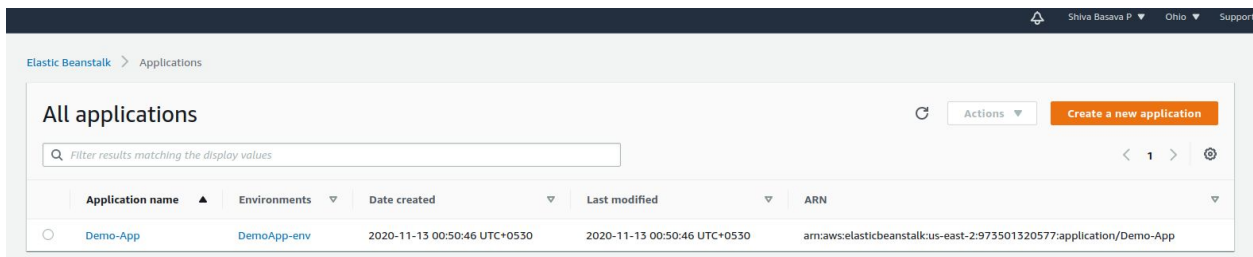 Shiva Basava P ▼ Ohio ▼ Support
Elastic Beanstalk > Applications
All applications
Actions ▼ Create a new application
Filter results matching the display values
< 1 >
Application name ▲ Environments ▽ Date created ▽ Last modified ▽ ARN ▽
Demo-App DemoApp-env 2020-11-13 00:50:46 UTC+0530 2020-11-13 00:50:46 UTC+0530 arn:aws:elasticbeanstalk:us-east-2:973501320577:application/Demo-App